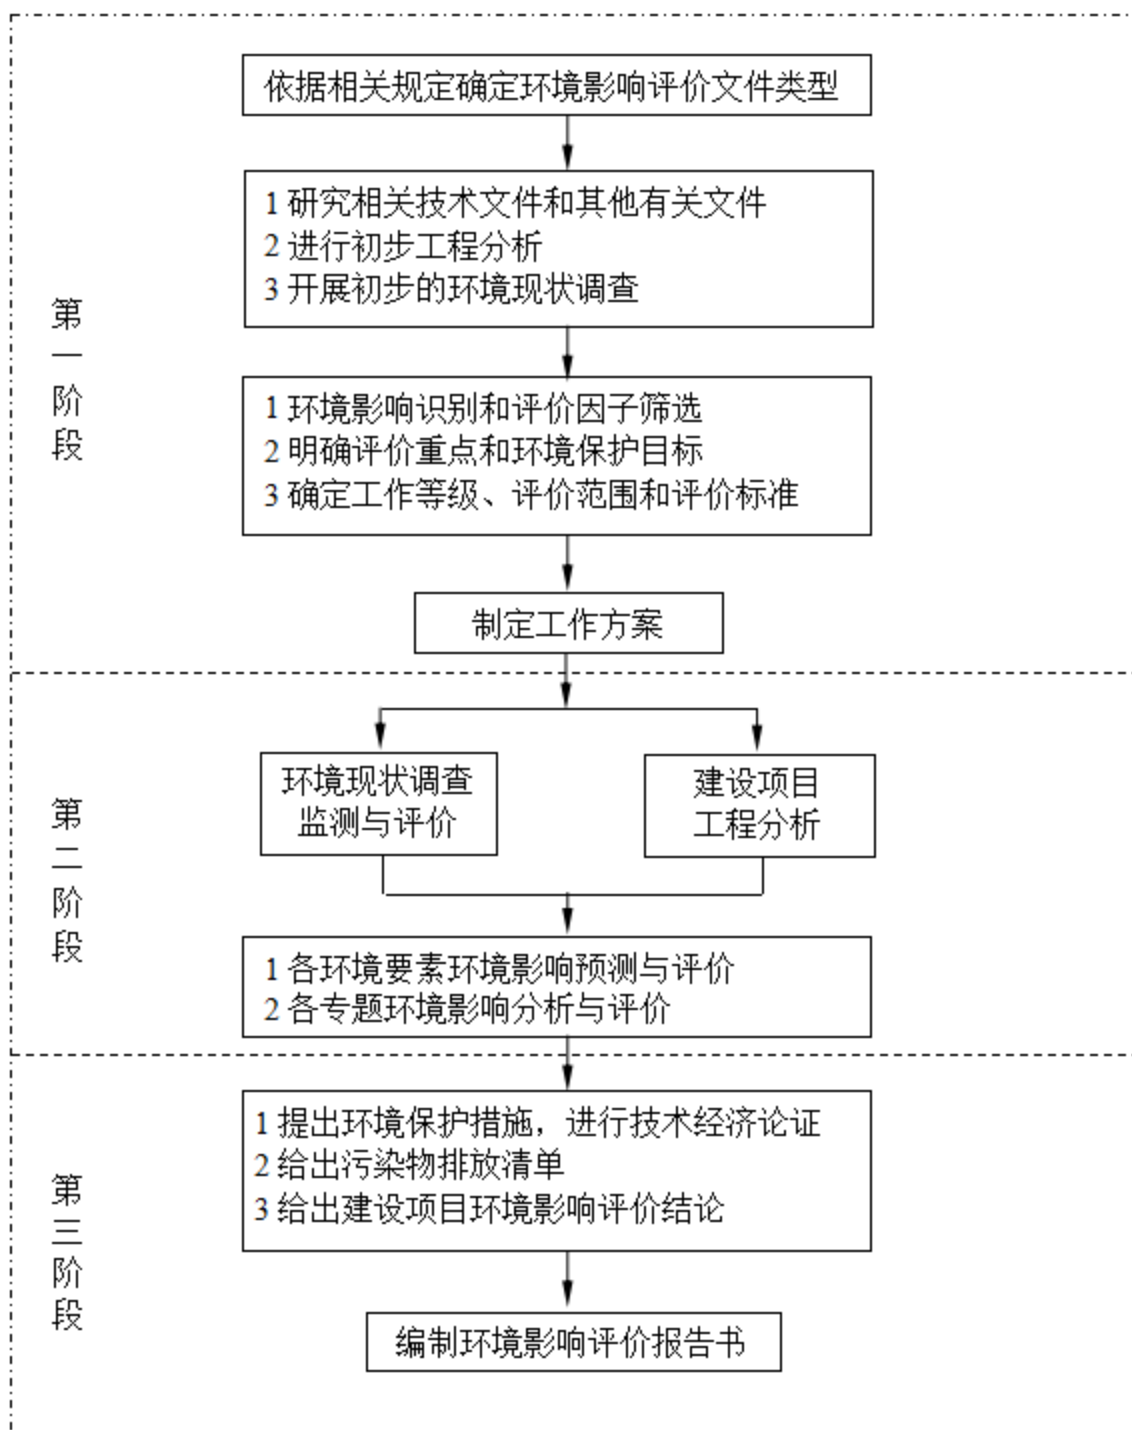 依据相关规定确定环境影响评价文件类型
1 研究相关技术文件和其他有关文件
2 进行初步工程分析
3 开展初步的环境现状调查
第一阶段
1 环境影响识别和评价因子筛选
2 明确评价重点和环境保护目标
3 确定工作等级、评价范围和评价标准
制定工作方案
环境现状调查
监测与评价
建设项目
工程分析
第二阶段
1 各环境要素环境影响预测与评价
2 各专题环境影响分析与评价
1 提出环境保护措施，进行技术经济论证
2 给出污染物排放清单
3 给出建设项目环境影响评价结论
第三阶段
编制环境影响评价报告书